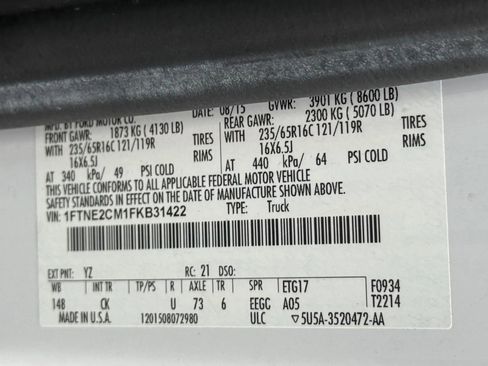 MFD. BY FORD MOTOR CO. DATE: 08/15 GVWR: 3901 KG ( 8600 LB)
FRONT GAWR: 1873 KG ( 4130 LB) REAR GAWR: 2300 KG ( 5070 LB)
WITH 235/65R16C 121/119R TIRES WITH 235/65R16C 121/119R TIRES
16X6.5J RIMS 16X6.5J RIMS
AT 340 kPa/ 49 PSI COLD AT 440 kPa/ 64 PSI COLD
THIS VEHICLE CONFORMS TO ALL APPLICABLE FEDERAL MOTOR VEHICLE
SAFETY STANDARDS IN EFFECT ON THE DATE OF MANUFACTURE SHOWN ABOVE.
VIN: 1FTNE2CM1FKB31422 TYPE: Truck
EXT PNT: YZ RC: 21 DSO:
WB INT TR TP/PS R AXLE TR SPR ETG17 F0934
148 CK U 73 6 EEGC A05 T2214
MADE IN U.S.A. 1201508072980 ULC ▽5U5A-3520472-AA